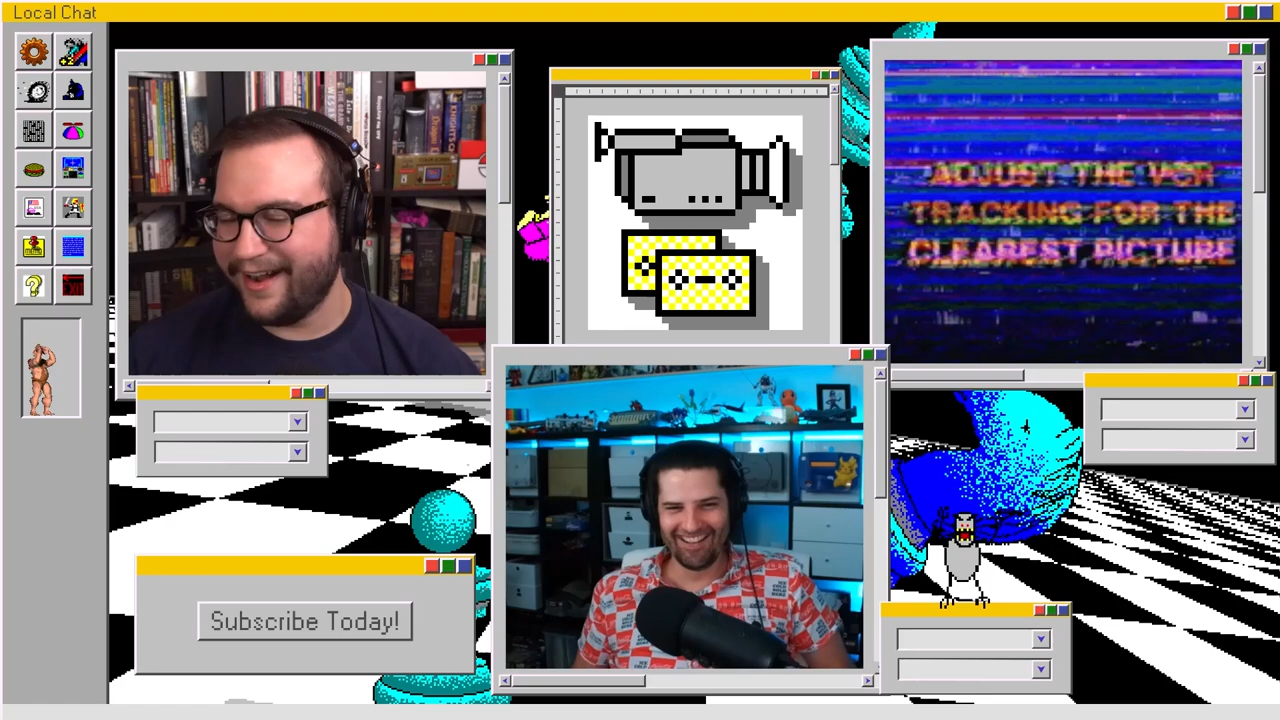 Local Chat
ADJUST THE VCR
TRACKING FOR THE
CLEAREST PICTURE
Subscribe Today!